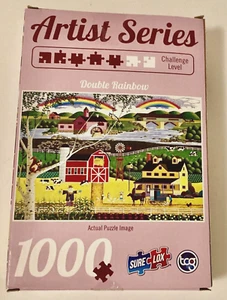 Artist Series
Challenge
Level
Double Rainbow
Actual Puzzle Image
1000
SURE LOX
tcg